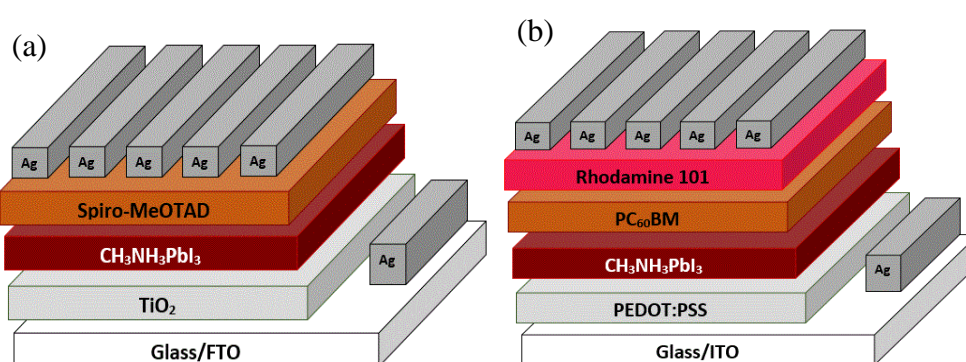 (a)
Ag Ag Ag Ag Ag
Spiro-MeOTAD
CH₃NH₃PbI₃
Ag
TiO₂
Glass/FTO
(b)
Ag Ag Ag Ag Ag
Rhodamine 101
PC₆₀BM
CH₃NH₃PbI₃
Ag
PEDOT:PSS
Glass/ITO